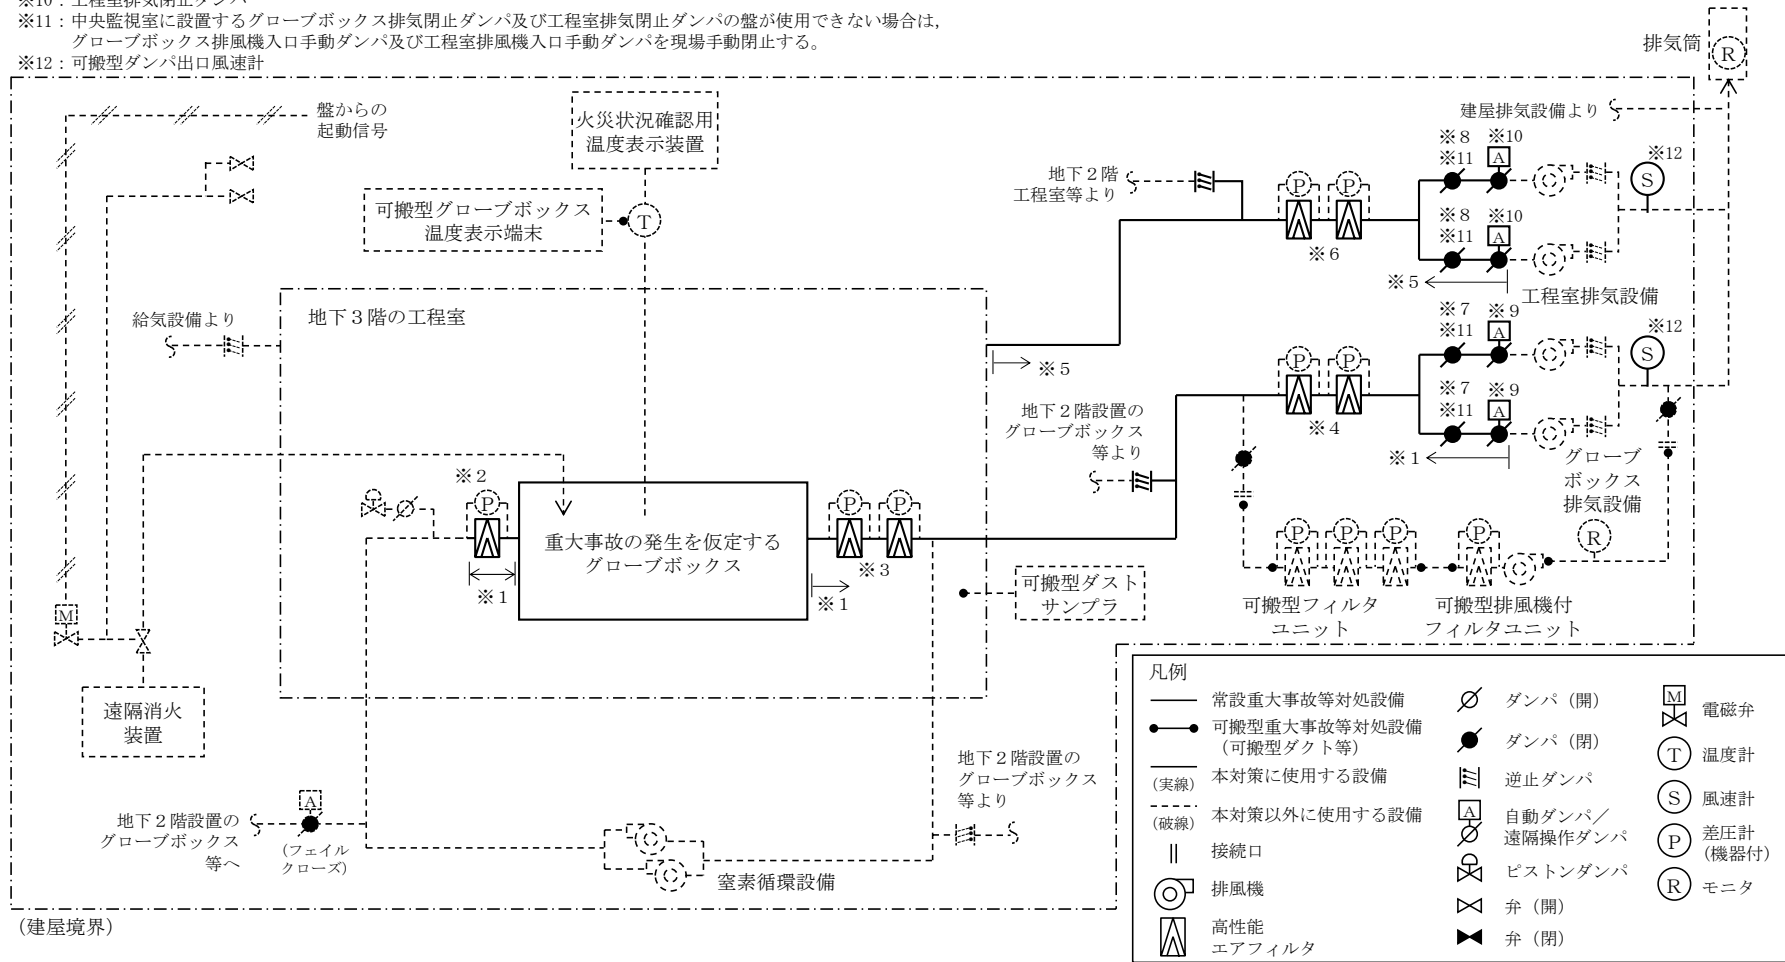 ※10：工程室排気閉止ダンパ
※11：中央監視室に設置するグローブボックス排気閉止ダンパ及び工程室排気閉止ダンパの盤が使用できない場合は，
グローブボックス排風機入口手動ダンパ及び工程室排風機入口手動ダンパを現場手動閉止する。
※12：可搬型ダンパ出口風速計
排気筒
R
盤からの
起動信号
火災状況確認用
温度表示装置
建屋排気設備より
※8
※10
※11
A
※12
S
地下２階
工程室等より
P
P
可搬型グローブボックス
温度表示端末
T
※8
※10
※11
A
※6
※5
工程室排気設備
給気設備より
地下３階の工程室
※5
※7
※9
※11
A
※12
S
P
P
※7
※9
※11
A
地下２階設置の
グローブボックス
等より
※4
※1
グローブ
ボックス
排気設備
※2
P
P
P
重大事故の発生を仮定する
グローブボックス
※3
※1
※1
P
P
P
P
R
可搬型ダスト
サンプラ
可搬型フィルタ
ユニット
可搬型排風機付
フィルタユニット
M
遠隔消火
装置
地下２階設置の
グローブボックス
等へ
A
(フェイル
クローズ)
窒素循環設備
地下２階設置の
グローブボックス
等より
(建屋境界)
凡例
常設重大事故等対処設備
可搬型重大事故等対処設備
（可搬型ダクト等）
(実線)
本対策に使用する設備
(破線)
本対策以外に使用する設備
接続口
排風機
高性能
エアフィルタ
ダンパ（開）
ダンパ（閉）
逆止ダンパ
A
自動ダンパ／
遠隔操作ダンパ
ピストンダンパ
弁（開）
弁（閉）
M
電磁弁
T
温度計
S
風速計
P
差圧計
(機器付)
R
モニタ